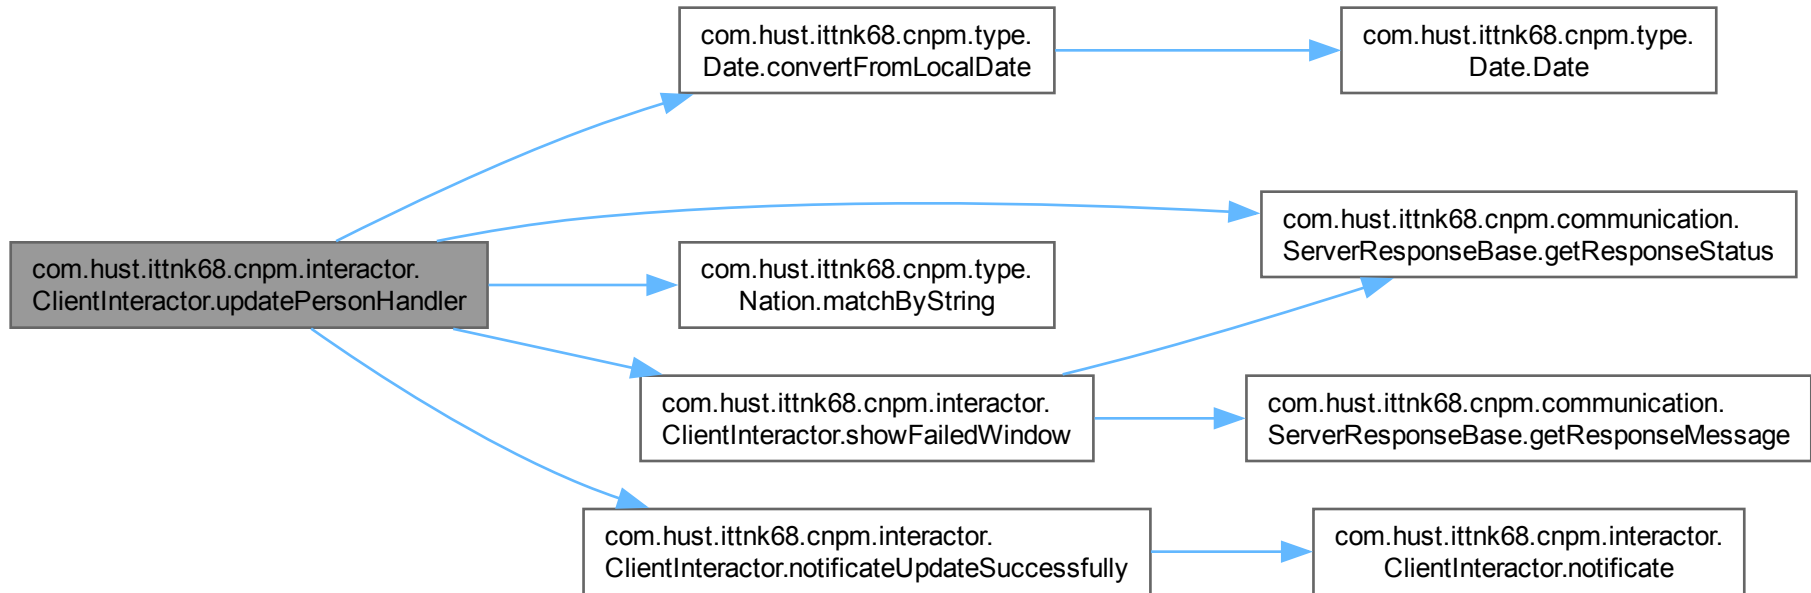 com.hust.ittnk68.cnpm.interactor.
ClientInteractor.updatePersonHandler
com.hust.ittnk68.cnpm.type.
Date.convertFromLocalDate
com.hust.ittnk68.cnpm.type.
Date.Date
com.hust.ittnk68.cnpm.communication.
ServerResponseBase.getResponseStatus
com.hust.ittnk68.cnpm.type.
Nation.matchByString
com.hust.ittnk68.cnpm.interactor.
ClientInteractor.showFailedWindow
com.hust.ittnk68.cnpm.communication.
ServerResponseBase.getResponseMessage
com.hust.ittnk68.cnpm.interactor.
ClientInteractor.notificateUpdateSuccessfully
com.hust.ittnk68.cnpm.interactor.
ClientInteractor.notificate